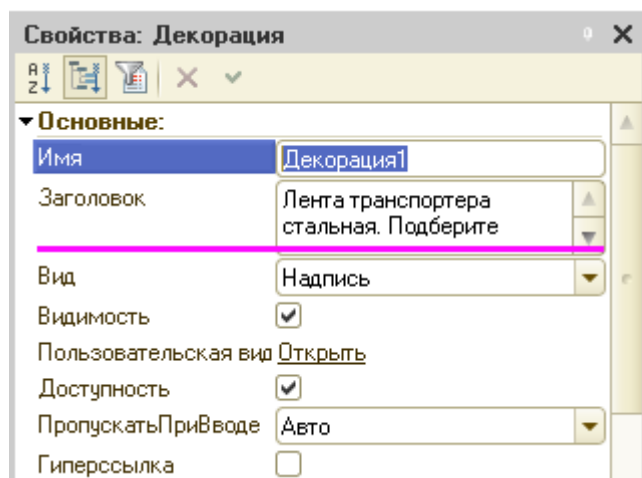 Свойства: Декорация
Основные:
Имя Декорация1
Заголовок Лента транспортера
стальная. Подберите
Вид Надпись
Видимость
Пользовательская вид Открыть
Доступность
ПропускатьПриВводе Авто
Гиперссылка